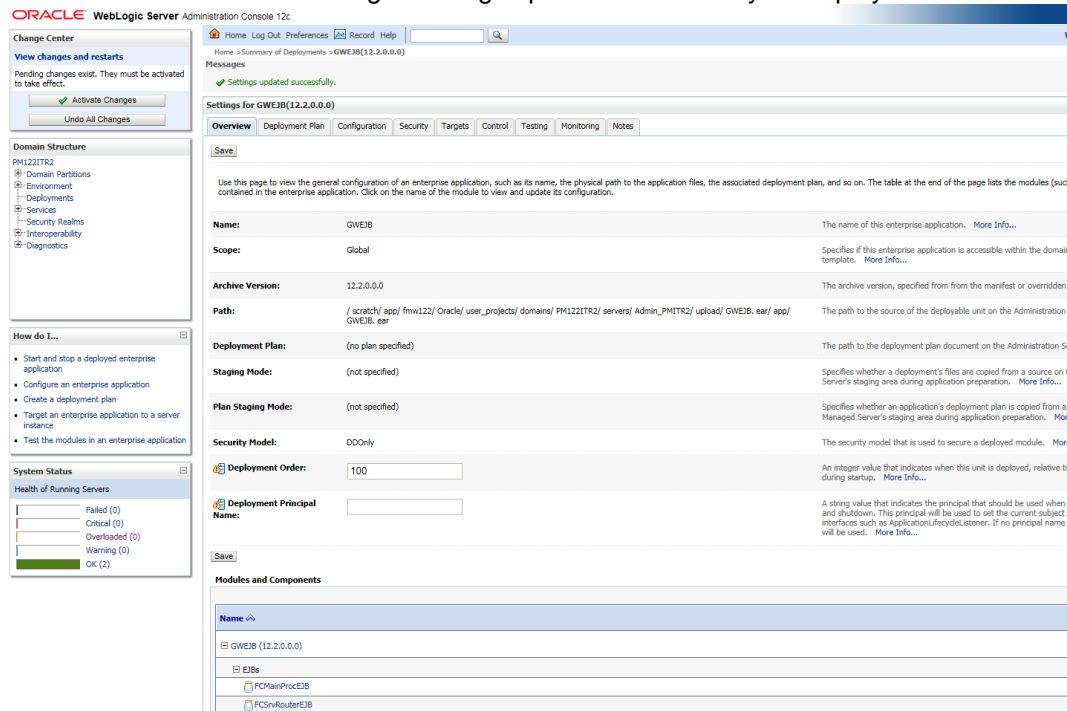 ORACLE WebLogic Server Administration Console 12c
Change Center
View changes and restarts
Pending changes exist. They must be activated
to take effect.
Activate Changes
Undo All Changes
Domain Structure
PM122ITR2
Domain Partitions
Environment
Deployments
Services
Security Realms
Interoperability
Diagnostics
How do I...
Start and stop a deployed enterprise
application
Configure an enterprise application
Create a deployment plan
Target an enterprise application to a server
instance
Test the modules in an enterprise application
System Status
Health of Running Servers
Failed (0)
Critical (0)
Overloaded (0)
Warning (0)
OK (2)
Home Log Out Preferences Record Help
Home >Summary of Deployments >GWEJB(12.2.0.0.0)
Messages
Settings updated successfully.
Settings for GWEJB(12.2.0.0.0)
Overview Deployment Plan Configuration Security Targets Control Testing Monitoring Notes
Save
Use this page to view the general configuration of an enterprise application, such as its name, the physical path to the application files, the associated deployment plan, and so on. The table at the end of the page lists the modules (such
contained in the enterprise application. Click on the name of the module to view and update its configuration.
Name: GWEJB The name of this enterprise application. More Info...
Scope: Global Specifies if this enterprise application is accessible within the domain
template. More Info...
Archive Version: 12.2.0.0.0 The archive version, specified from from the manifest or overridden
Path: / scratch/ app/ fmw122/ Oracle/ user_projects/ domains/ PM122ITR2/ servers/ Admin_PMITR2/ upload/ GWEJB. ear/ app/ The path to the source of the deployable unit on the Administration
GWEJB. ear
Deployment Plan: (no plan specified) The path to the deployment plan document on the Administration
Staging Mode: (not specified) Specifies whether a deployment's files are copied from a source on
Server's staging area during application preparation. More Info...
Plan Staging Mode: (not specified) Specifies whether an application's deployment plan is copied from a
Managed Server's staging area during application preparation.
Security Model: DDOnly The security model that is used to secure a deployed module.
Deployment Order: 100 An integer value that indicates when this unit is deployed, relative
during startup. More Info...
Deployment Principal
Name:
A string value that indicates the principal that should be used when
and shutdown. This principal will be used to set the current subject
interfaces such as ApplicationLifecycleListener. If no principal name
will be used. More Info...
Save
Modules and Components
Name
GWEJB (12.2.0.0.0)
EJBs
FCMainProcEJB
FCSrvRouterEJB